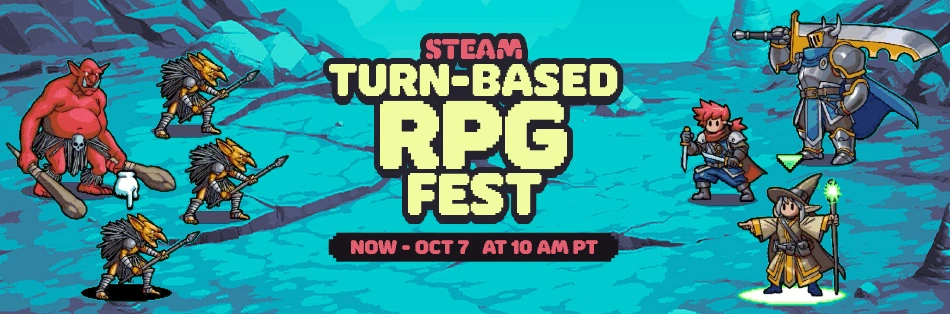 STEAM
TURN-BASED
RPG
FEST
NOW - OCT 7 AT 10 AM PT